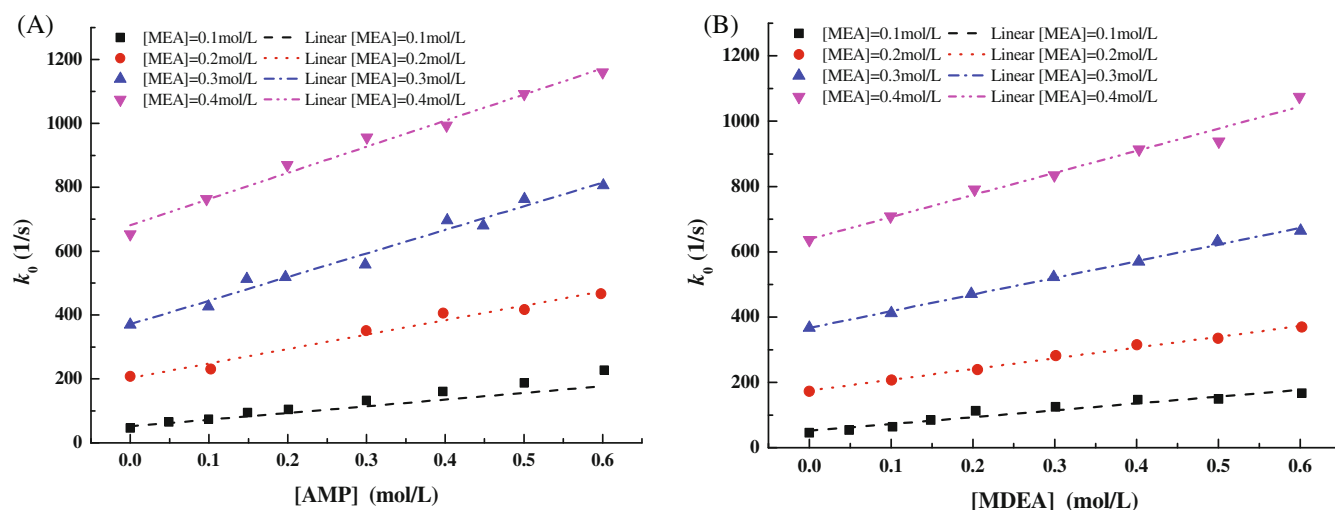 (A)
[MEA]=0.1mol/L Linear [MEA]=0.1mol/L
[MEA]=0.2mol/L Linear [MEA]=0.2mol/L
[MEA]=0.3mol/L Linear [MEA]=0.3mol/L
[MEA]=0.4mol/L Linear [MEA]=0.4mol/L
1200
1000
800
600
400
200
0
k0 (1/s)
0.0 0.1 0.2 0.3 0.4 0.5 0.6
[AMP] (mol/L)
(B)
[MEA]=0.1mol/L Linear [MEA]=0.1mol/L
[MEA]=0.2mol/L Linear [MEA]=0.2mol/L
[MEA]=0.3mol/L Linear [MEA]=0.3mol/L
[MEA]=0.4mol/L Linear [MEA]=0.4mol/L
1200
1000
800
600
400
200
0
k0 (1/s)
0.0 0.1 0.2 0.3 0.4 0.5 0.6
[MDEA] (mol/L)